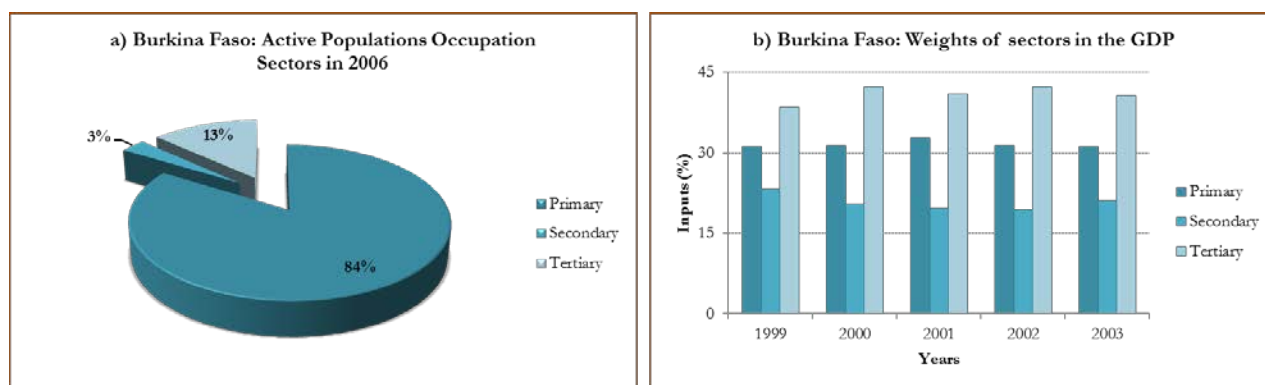 a) Burkina Faso: Active Populations Occupation
Sectors in 2006
3%
13%
84%
Primary
Secondary
Tertiary
b) Burkina Faso: Weights of sectors in the GDP
45
30
15
0
Inputs (%)
1999 2000 2001 2002 2003
Years
Primary
Secondary
Tertiary